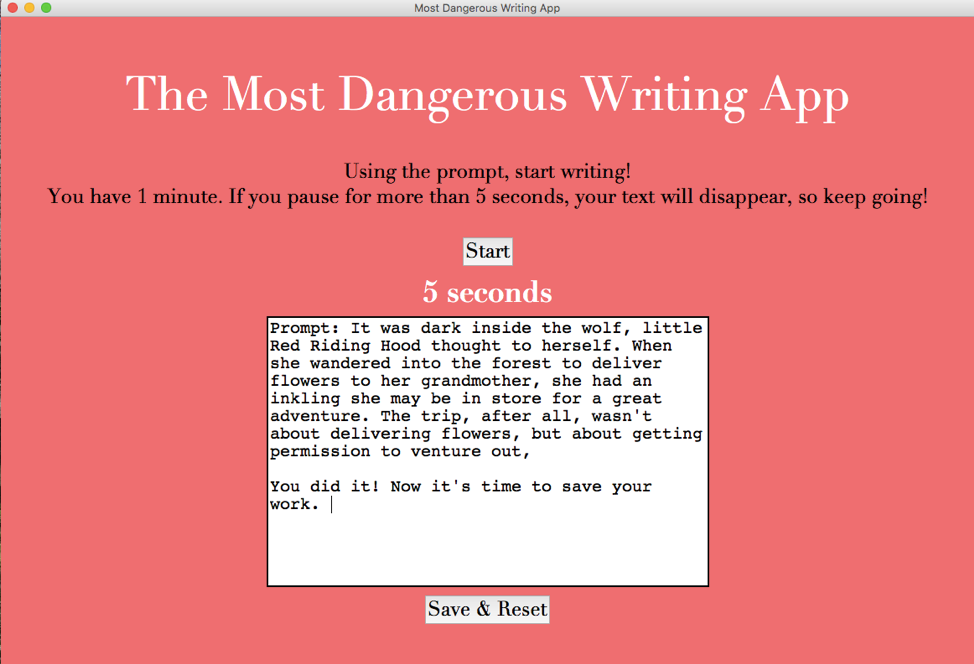 Most Dangerous Writing App
The Most Dangerous Writing App
Using the prompt, start writing!
You have 1 minute. If you pause for more than 5 seconds, your text will disappear, so keep going!
Start
5 seconds
Prompt: It was dark inside the wolf, little
Red Riding Hood thought to herself. When
she wandered into the forest to deliver
flowers to her grandmother, she had an
inkling she may be in store for a great
adventure. The trip, after all, wasn't
about delivering flowers, but about getting
permission to venture out,
You did it! Now it's time to save your
work.
Save & Reset